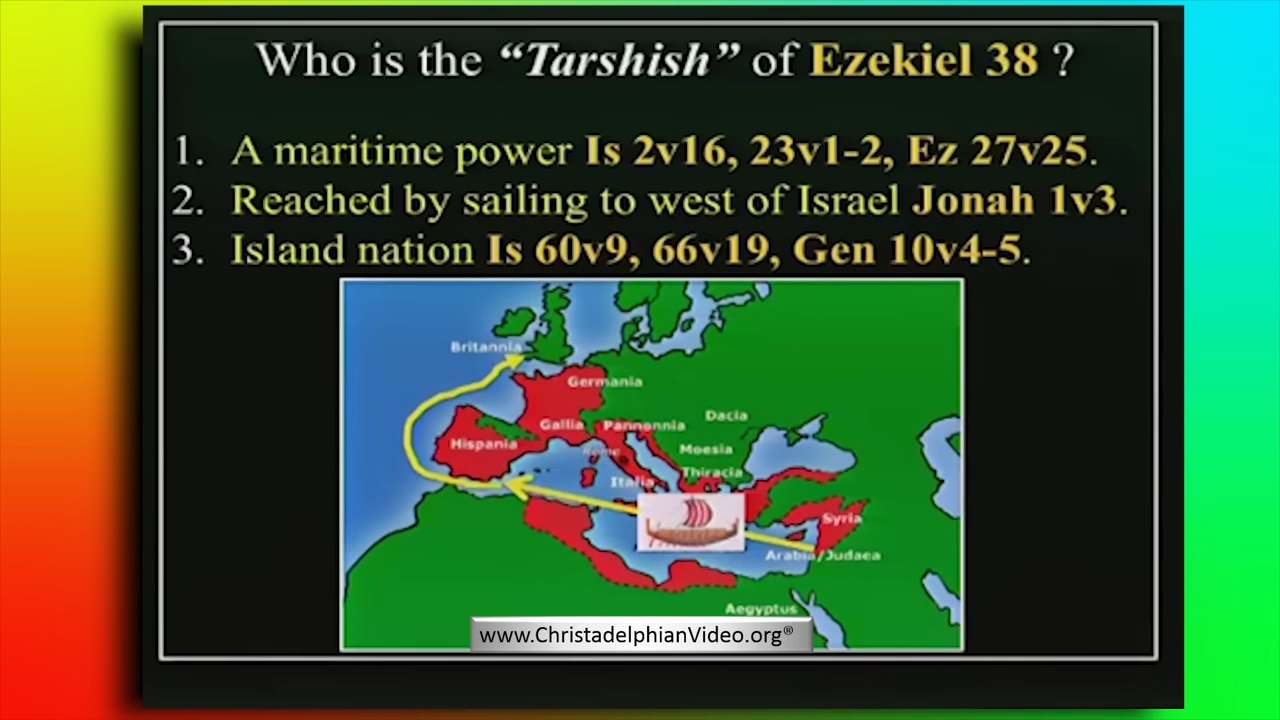 Who is the “Tarshish” of Ezekiel 38 ?
1. A maritime power Is 2v16, 23v1-2, Ez 27v25.
2. Reached by sailing to west of Israel Jonah 1v3.
3. Island nation Is 60v9, 66v19, Gen 10v4-5.
Britannia
Germania
Gallia Pannonnia
Dacia
Hispania
Rome
Moesia
Thiracia
Italia
Syria
Arabia/Judaea
Aegyptus
www.ChristadelphianVideo.org®